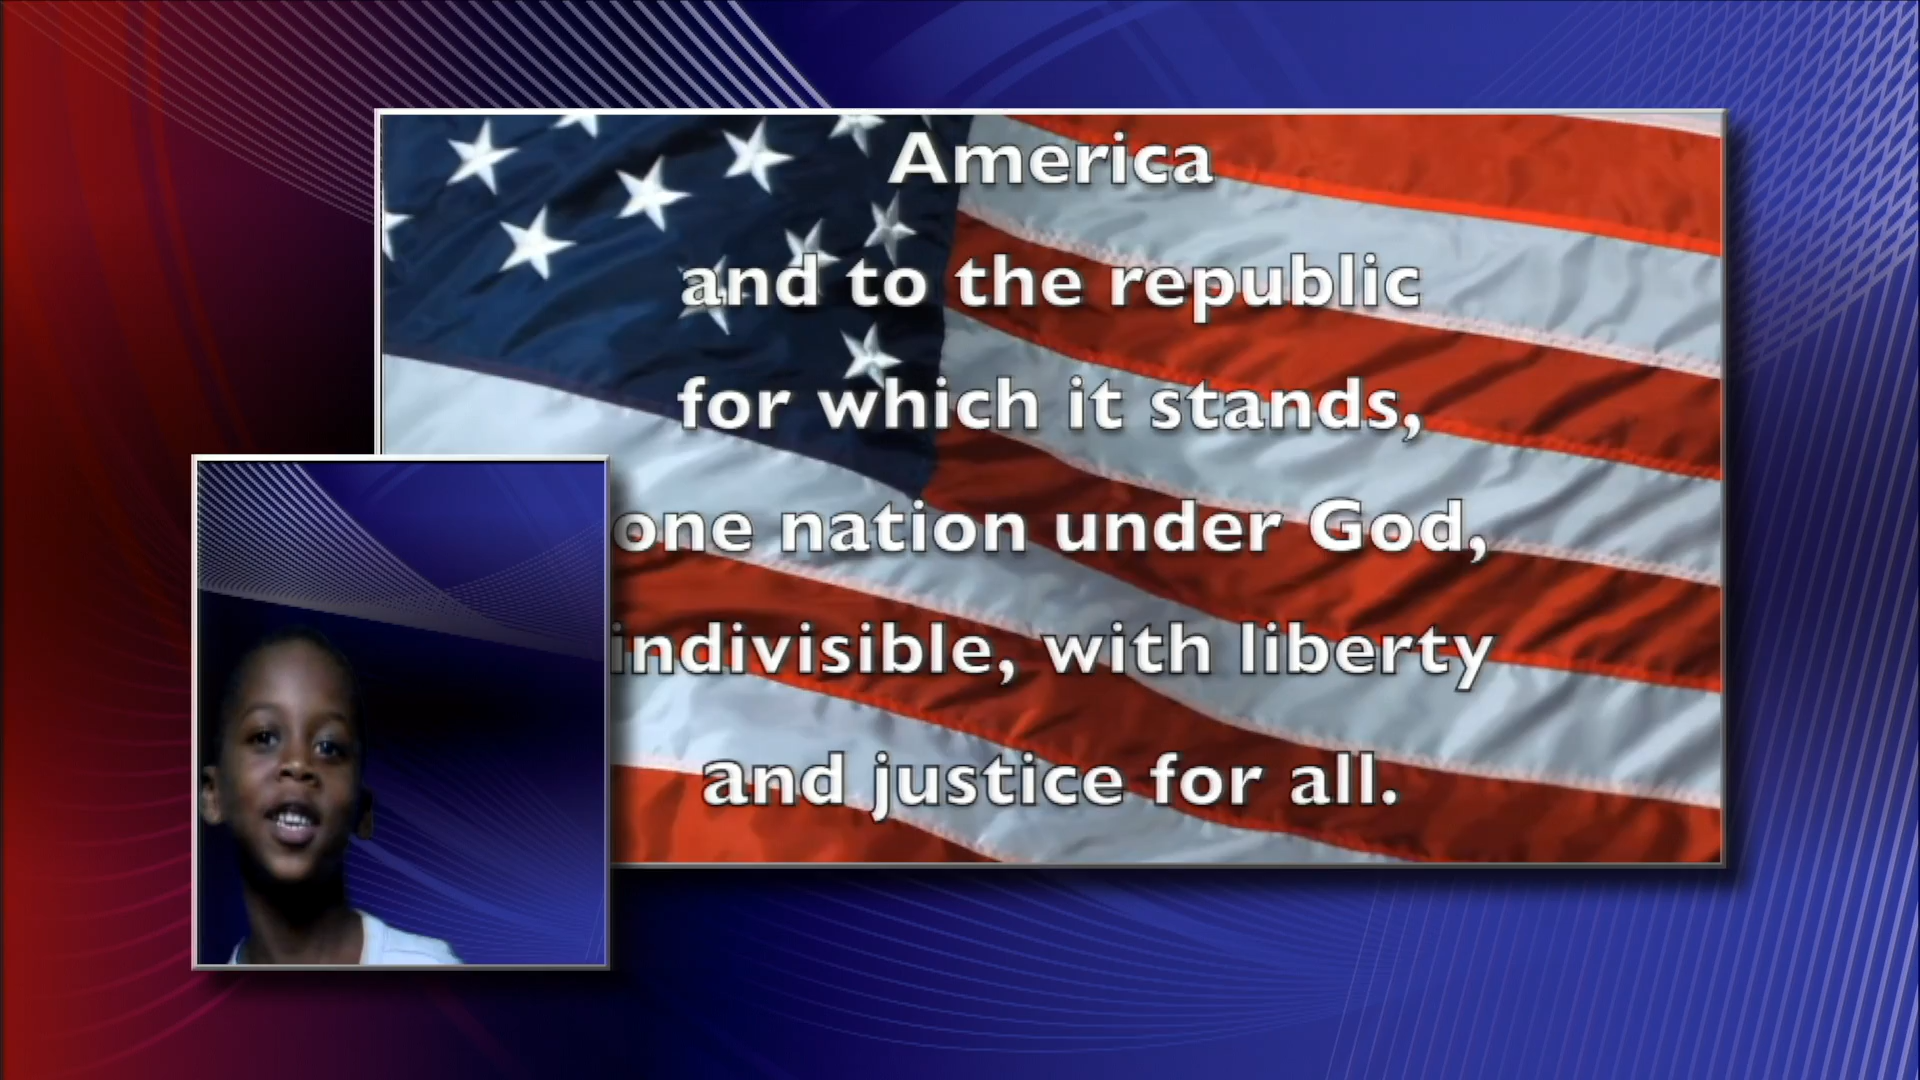 America
and to the republic
for which it stands,
one nation under God,
indivisible, with liberty
and justice for all.